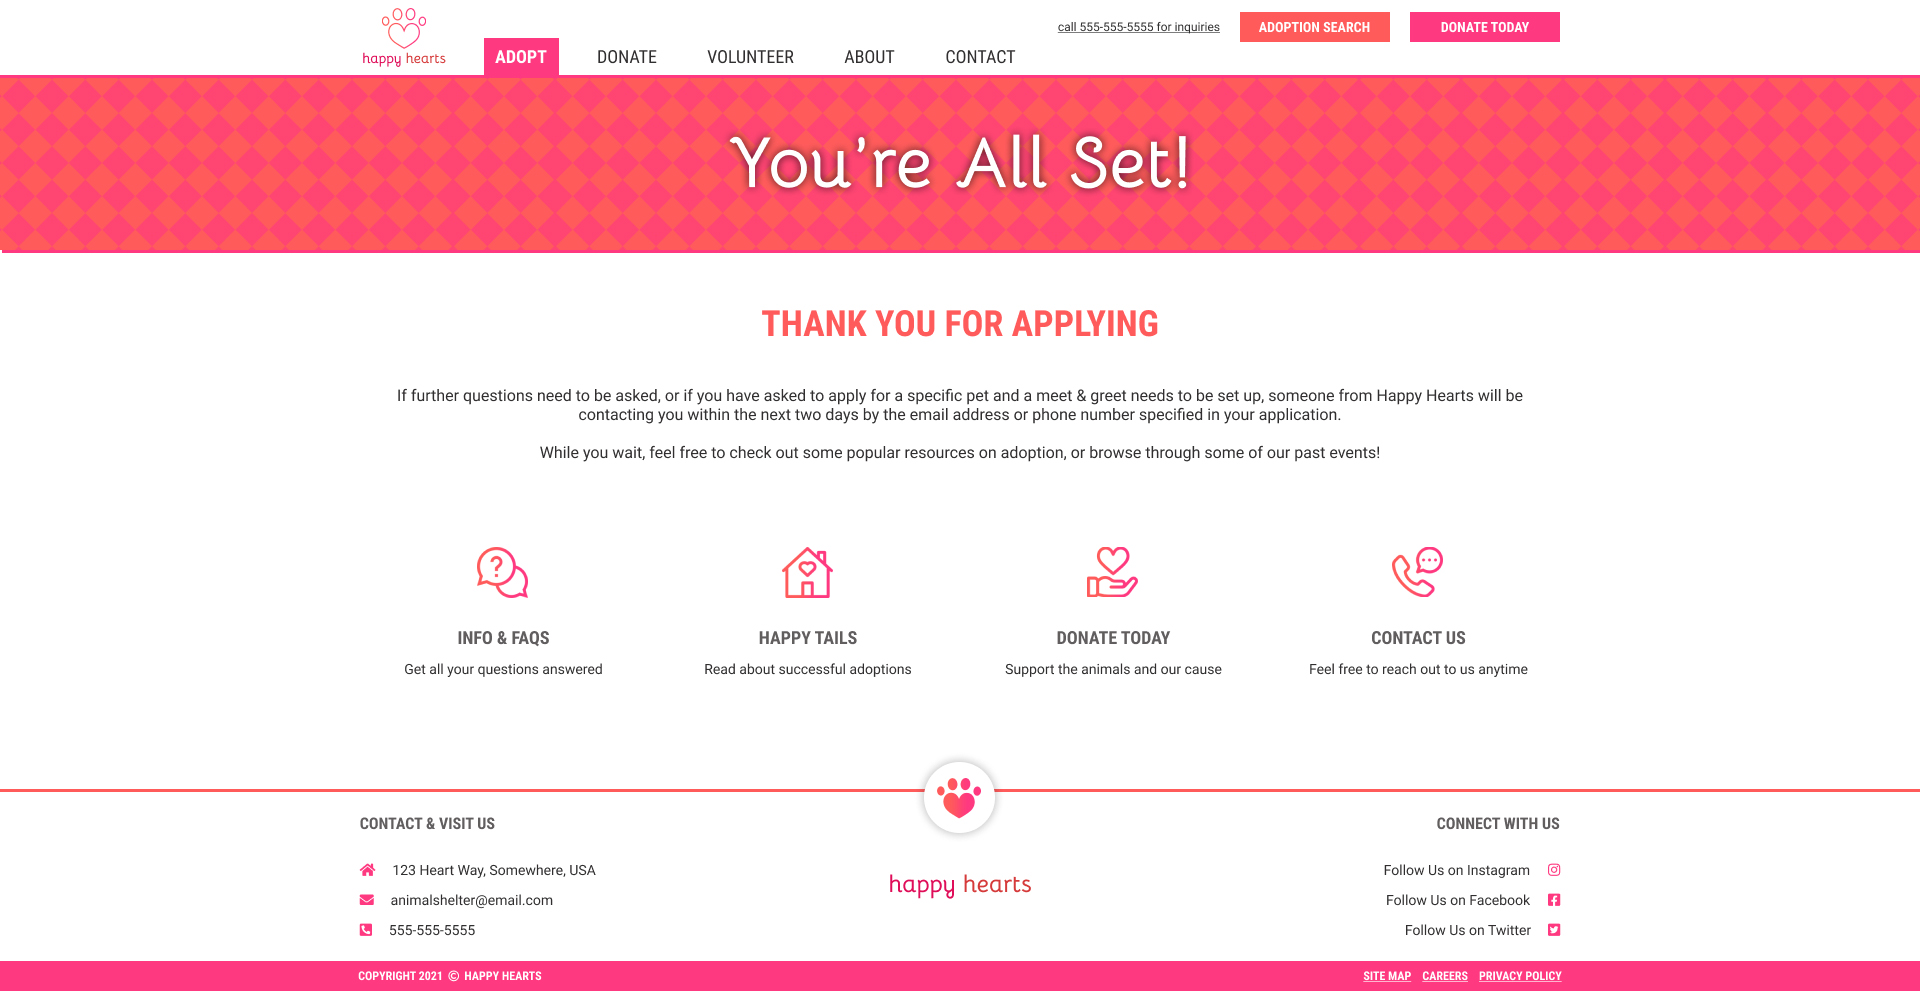 happy hearts
call 555-555-5555 for inquiries
ADOPTION SEARCH
DONATE TODAY
ADOPT
DONATE
VOLUNTEER
ABOUT
CONTACT
You're All Set!
THANK YOU FOR APPLYING
If further questions need to be asked, or if you have asked to apply for a specific pet and a meet & greet needs to be set up, someone from Happy Hearts will be
contacting you within the next two days by the email address or phone number specified in your application.
While you wait, feel free to check out some popular resources on adoption, or browse through some of our past events!
?
INFO & FAQS
Get all your questions answered
HAPPY TAILS
Read about successful adoptions
DONATE TODAY
Support the animals and our cause
CONTACT US
Feel free to reach out to us anytime
CONTACT & VISIT US
123 Heart Way, Somewhere, USA
animalshelter@email.com
555-555-5555
happy hearts
CONNECT WITH US
Follow Us on Instagram
Follow Us on Facebook
Follow Us on Twitter
COPYRIGHT 2021 © HAPPY HEARTS
SITE MAP CAREERS PRIVACY POLICY